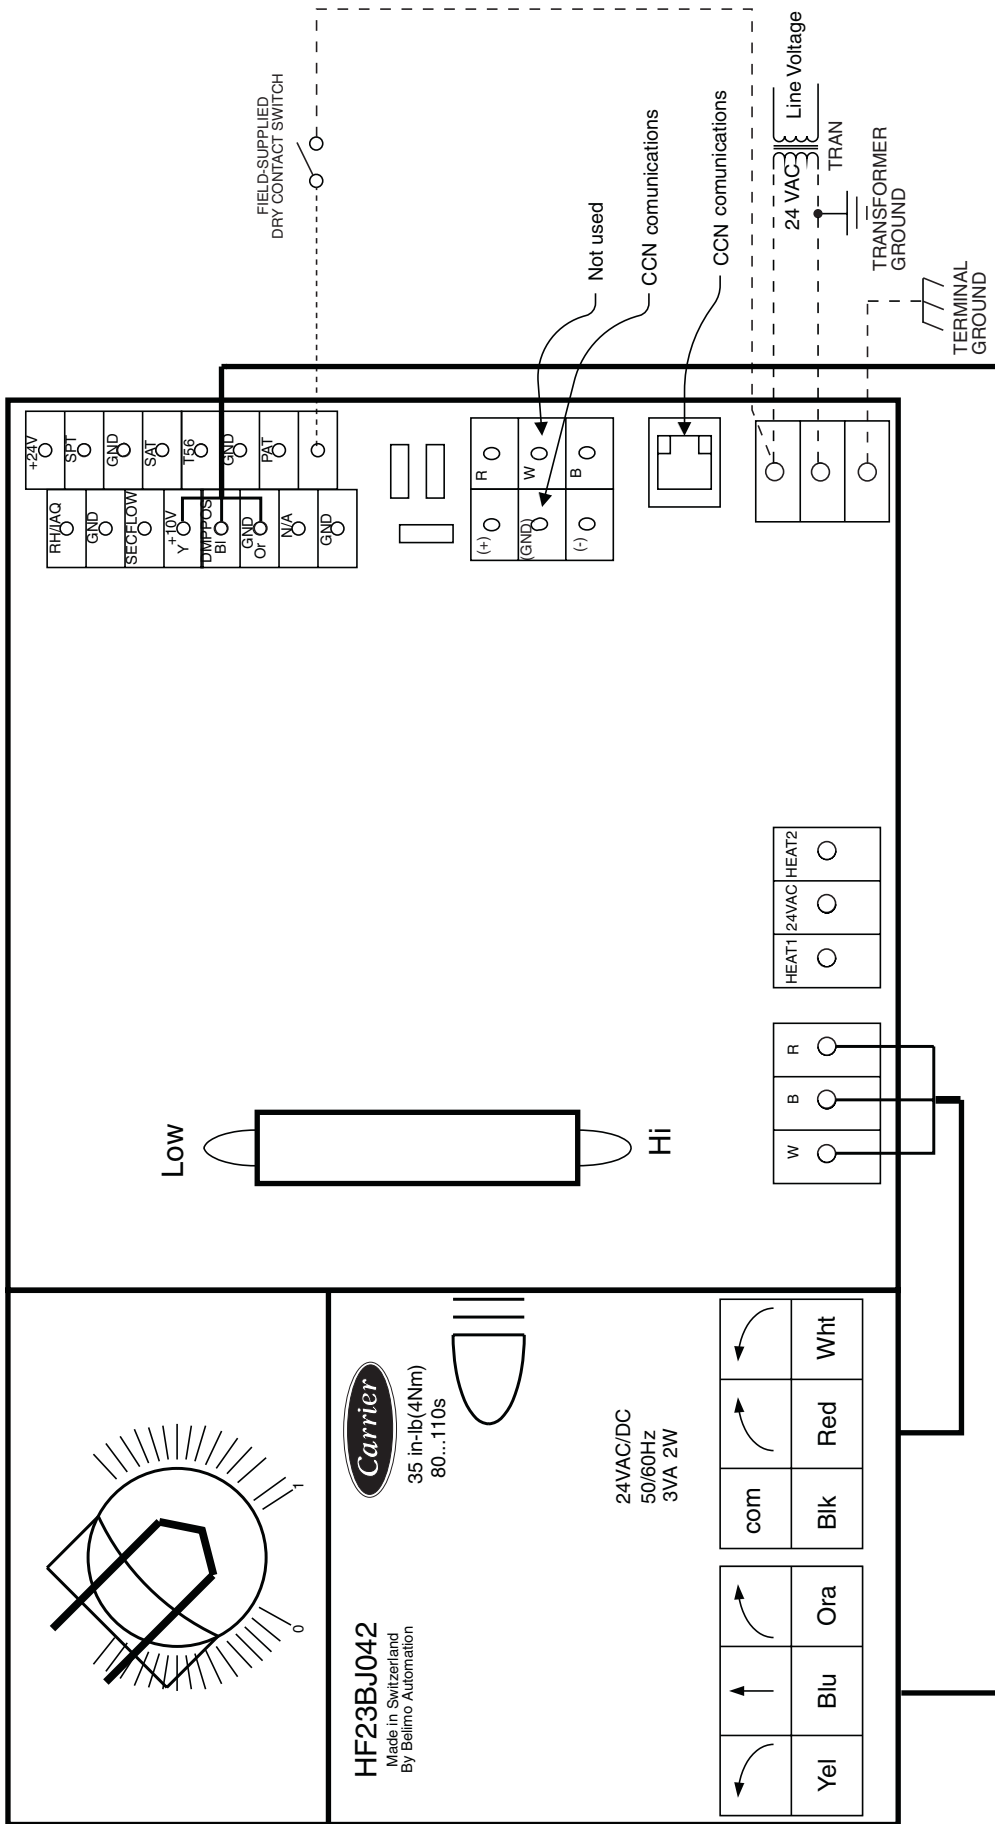 FIELD-SUPPLIED
DRY CONTACT SWITCH
Line Voltage
24 VAC
TRAN
TRANSFORMER
GROUND
TERMINAL
GROUND
Not used
CCN comunications
CCN comunications
+24V
SPT
GND
SAT
T56
GND
PAT
RH/IAQ
GND
SECFLOW
+10V
Y
DMPPOS
Bl
GND
Or
N/A
GND
R
W
B
(+)
(GND)
(-)
HEAT1
24VAC
HEAT2
W
B
R
Low
Hi
0
1
Carrier
35 in-lb(4Nm)
80...110s
HF23BJ042
Made in Switzerland
By Belimo Automation
24VAC/DC
50/60Hz
3VA 2W
com
Yel
Blu
Ora
Blk
Red
Wht